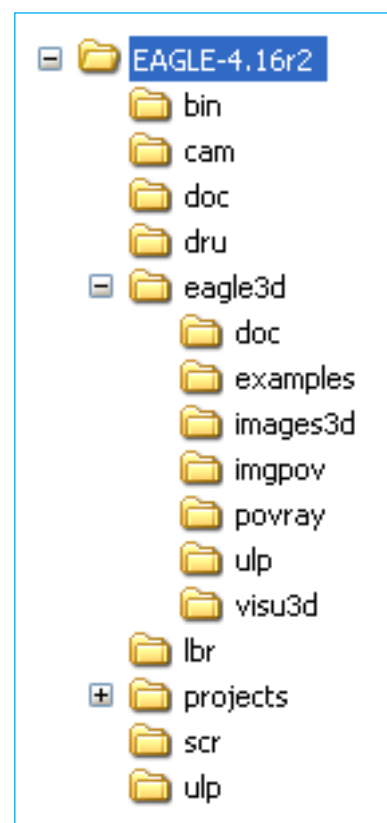 EAGLE-4.16r2
bin
cam
doc
dru
eagle3d
doc
examples
images3d
imgpov
povray
ulp
visu3d
lbr
projects
scr
ulp